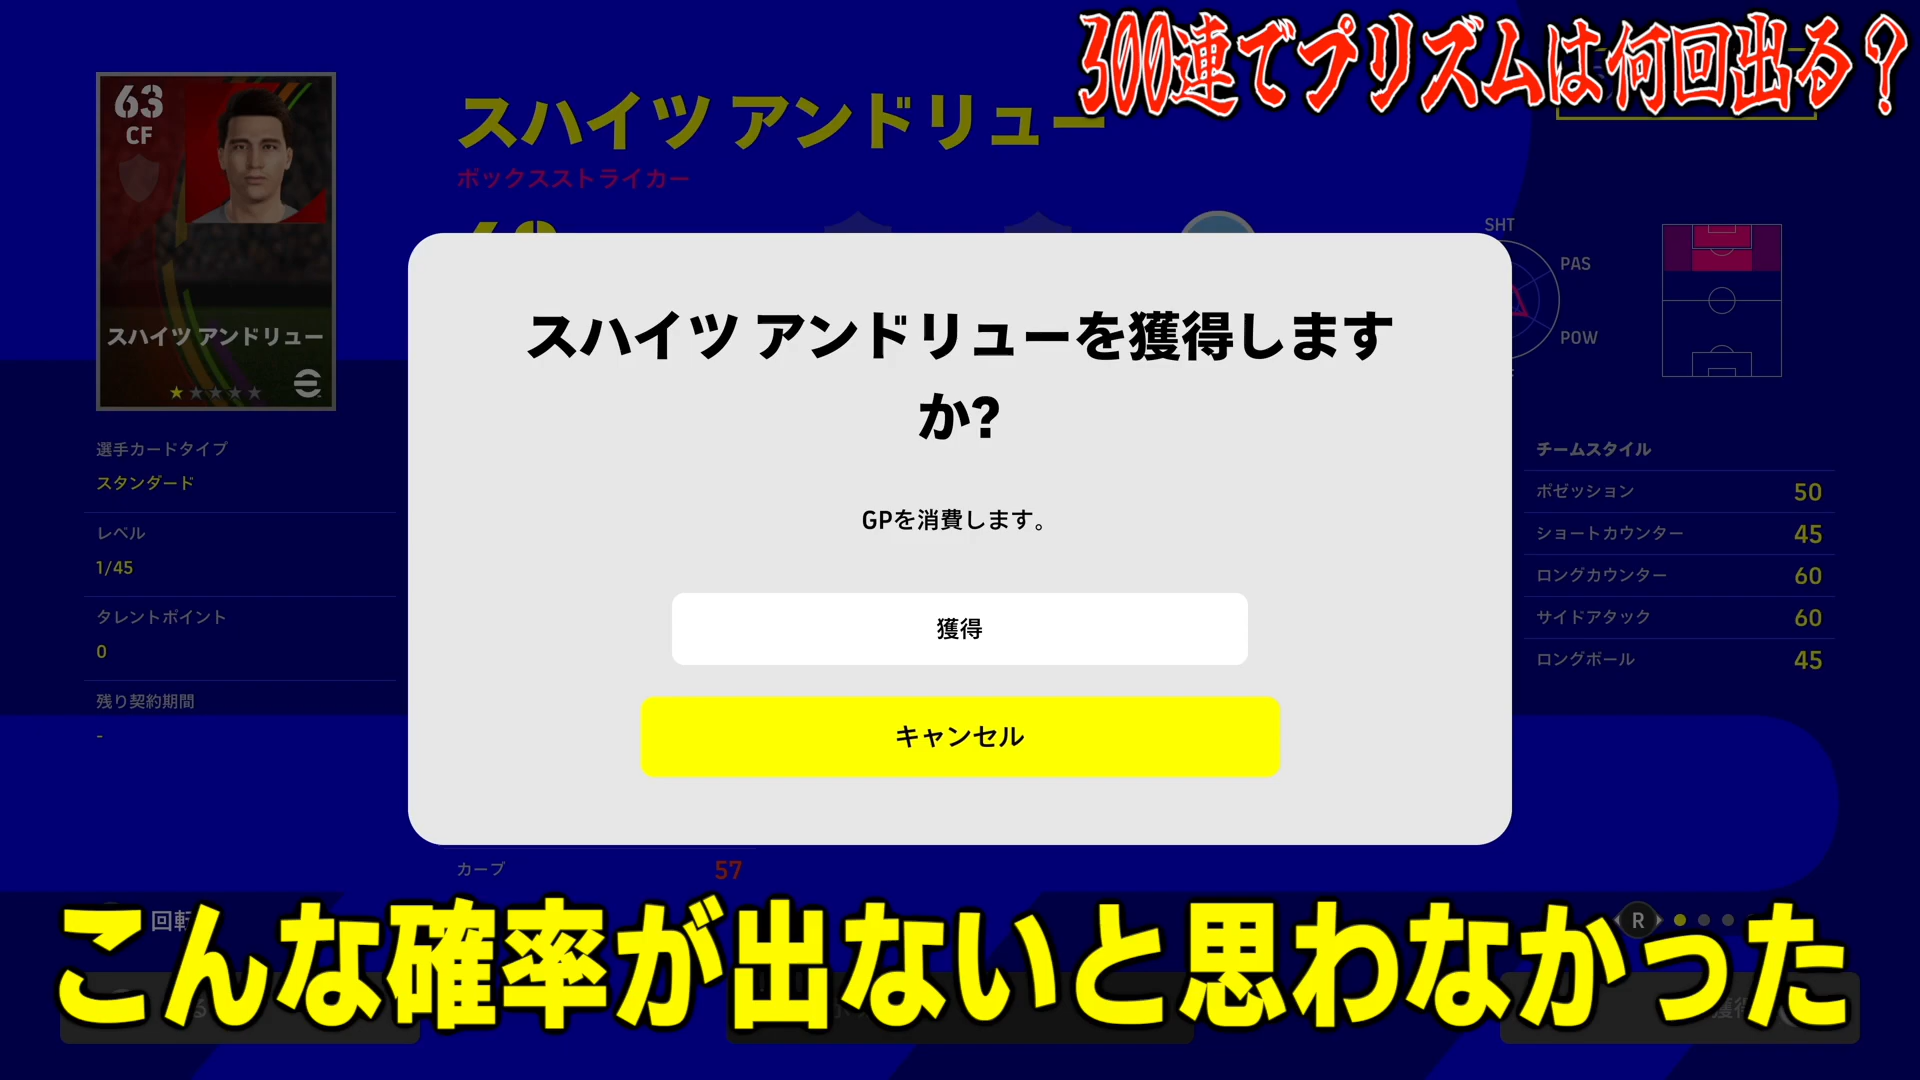 300連でプリズムは何回出る？
63
CF
スハイツ アンドリュー
スハイツ アンドリュー
ボックスストライカー
SHT
PAS
POW
スハイツ アンドリューを獲得します
か?
GPを消費します。
獲得
キャンセル
選手カードタイプ
スタンダード
レベル
1/45
タレントポイント
0
残り契約期間
-
チームスタイル
ポゼッション 50
ショートカウンター 45
ロングカウンター 60
サイドアタック 60
ロングボール 45
カーブ 57
回転
R
こんな確率が出ないと思わなかった
獲得